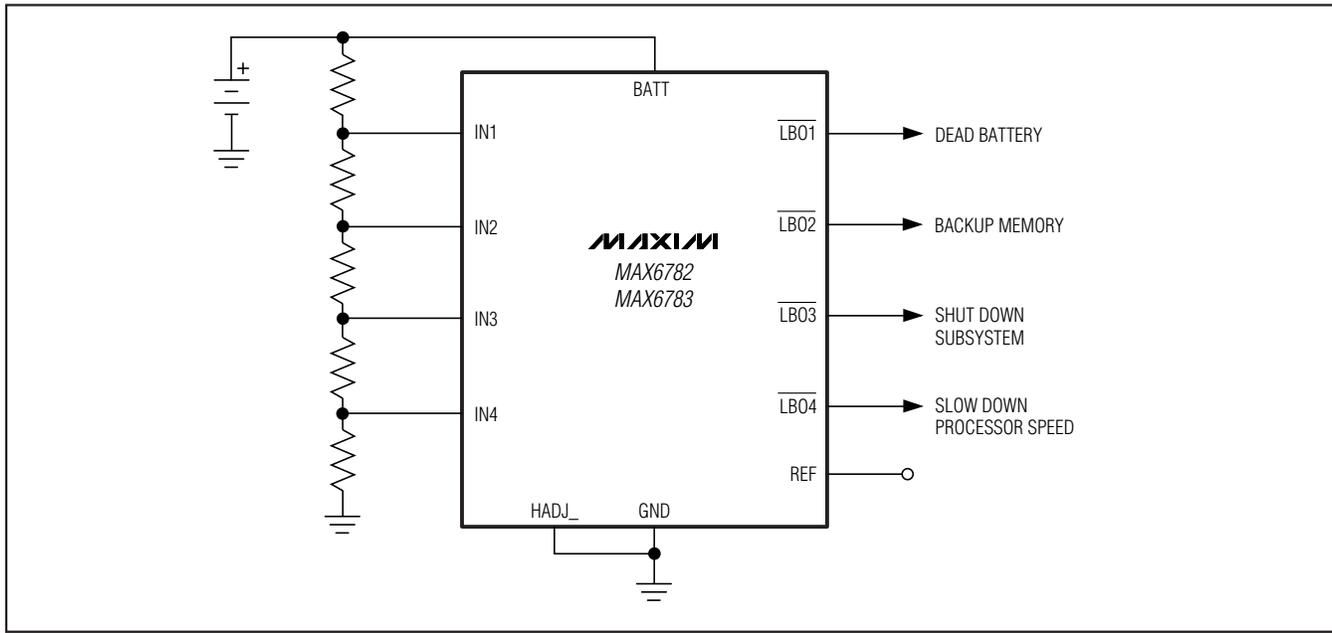 +
BATT
IN1
IN2
IN3
IN4
MAXIM
MAX6782
MAX6783
LBO1
DEAD BATTERY
LBO2
BACKUP MEMORY
LBO3
SHUT DOWN
SUBSYSTEM
LBO4
SLOW DOWN
PROCESSOR SPEED
REF
HADJ_
GND